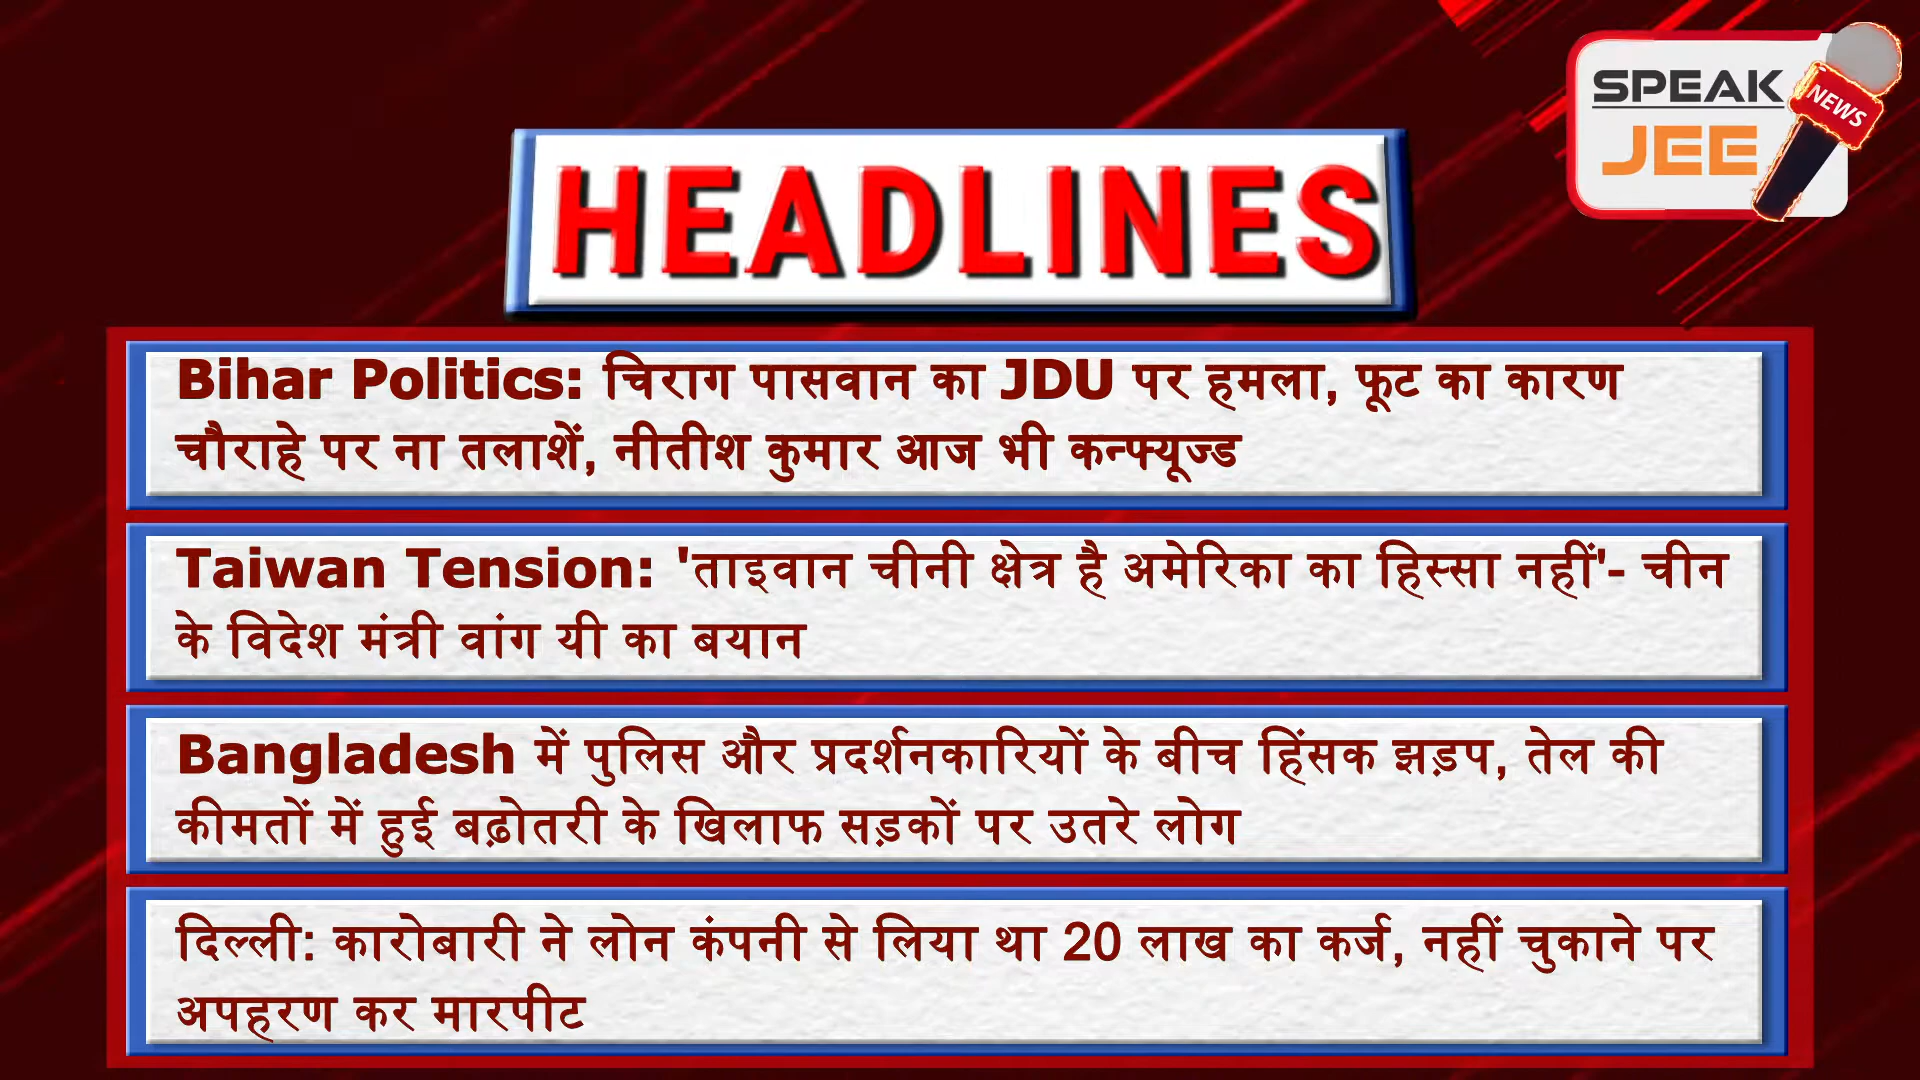 SPEAK
JEE
NEWS
HEADLINES
Bihar Politics: चिराग पासवान का JDU पर हमला, फूट का कारण
चौराहे पर ना तलाशें, नीतीश कुमार आज भी कन्फ्यूज्ड
Taiwan Tension: 'ताइवान चीनी क्षेत्र है अमेरिका का हिस्सा नहीं'- चीन
के विदेश मंत्री वांग यी का बयान
Bangladesh में पुलिस और प्रदर्शनकारियों के बीच हिंसक झड़प, तेल की
कीमतों में हुई बढ़ोतरी के खिलाफ सड़कों पर उतरे लोग
दिल्ली: कारोबारी ने लोन कंपनी से लिया था 20 लाख का कर्ज, नहीं चुकाने पर
अपहरण कर मारपीट